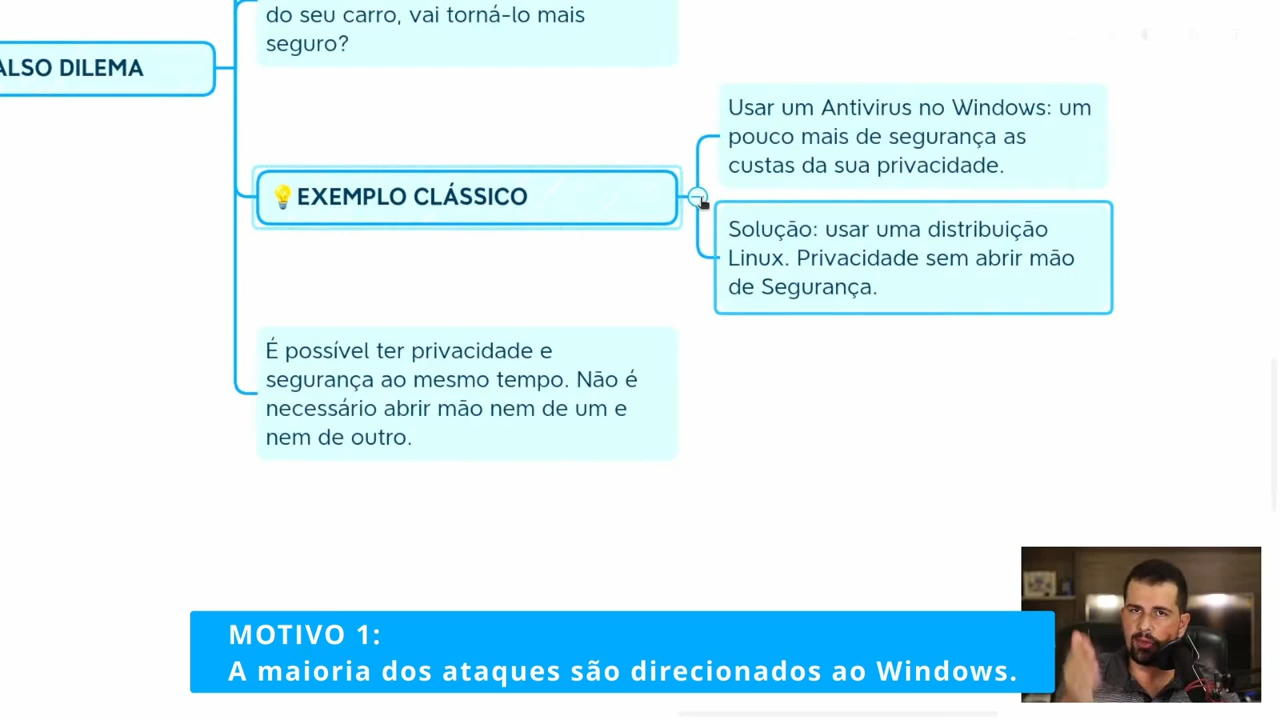 do seu carro, vai torná-lo mais
seguro?
ALSO DILEMA
Usar um Antivirus no Windows: um
pouco mais de segurança as
custas da sua privacidade.
💡EXEMPLO CLÁSSICO
Solução: usar uma distribuição
Linux. Privacidade sem abrir mão
de Segurança.
É possível ter privacidade e
segurança ao mesmo tempo. Não é
necessário abrir mão nem de um e
nem de outro.
MOTIVO 1:
A maioria dos ataques são direcionados ao Windows.